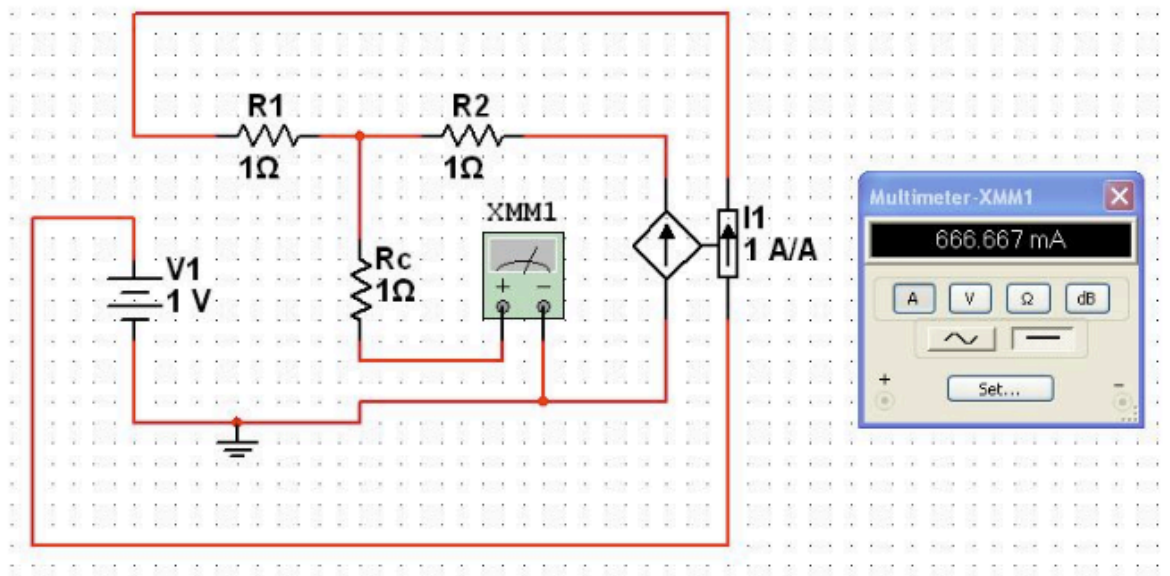 R1
1Ω
R2
1Ω
XMM1
+ −
Rc
1Ω
V1
1 V
I1
1 A/A
Multimeter-XMM1
X
666.667 mA
A V Ω dB
+ −
Set...